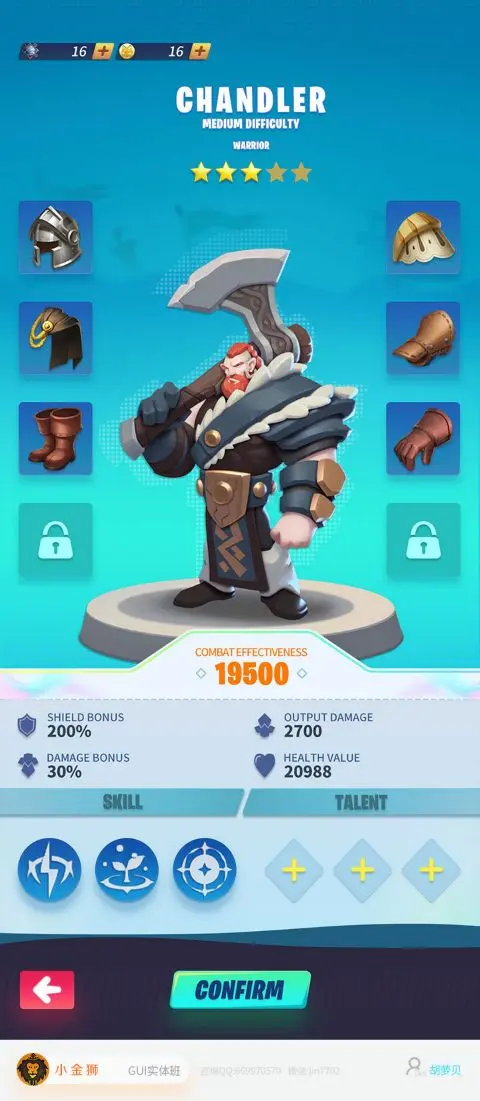 16
16
CHANDLER
MEDIUM DIFFICULTY
WARRIOR
COMBAT EFFECTIVENESS
19500
SHIELD BONUS
200%
OUTPUT DAMAGE
2700
DAMAGE BONUS
30%
HEALTH VALUE
20988
SKILL
TALENT
CONFIRM
小金狮
GUI实体班
胡萝贝